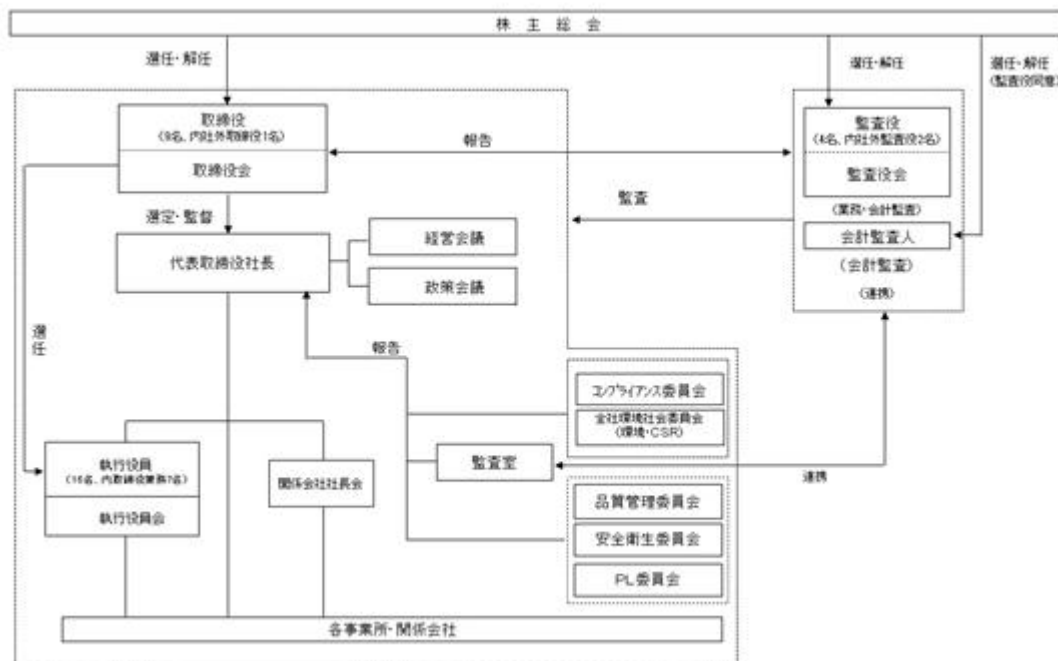 株主総会
選任・解任
選任・解任
選任・解任
(監査役同意)
取締役
(9名、内社外取締役1名)
取締役会
報告
監査役
(4名、内社外監査役2名)
監査役会
(業務・会計監査)
会計監査人
(会計監査)
(連携)
監査
選定・監督
代表取締役社長
経営会議
政策会議
選任
報告
コンプライアンス委員会
全社環境社会委員会
(環境・CSR)
監査室
連携
執行役員
執行役員会
関係会社社長会
品質管理委員会
安全衛生委員会
PL委員会
各事業所・関係会社